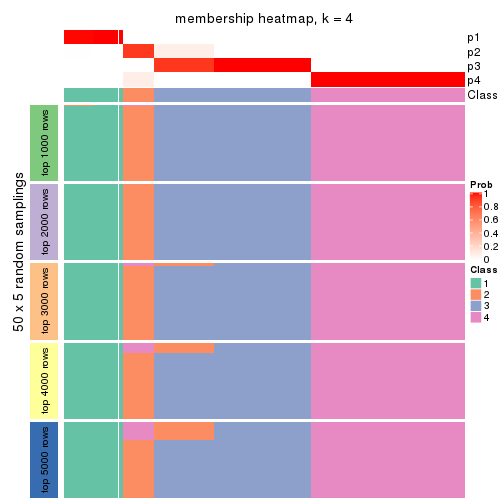 membership heatmap, k = 4
p1
p2
p3
p4
Class
50 x 5 random samplings
top 1000 rows
top 2000 rows
top 3000 rows
top 4000 rows
top 5000 rows
Prob
1
0.8
0.6
0.4
0.2
0
Class
1
2
3
4